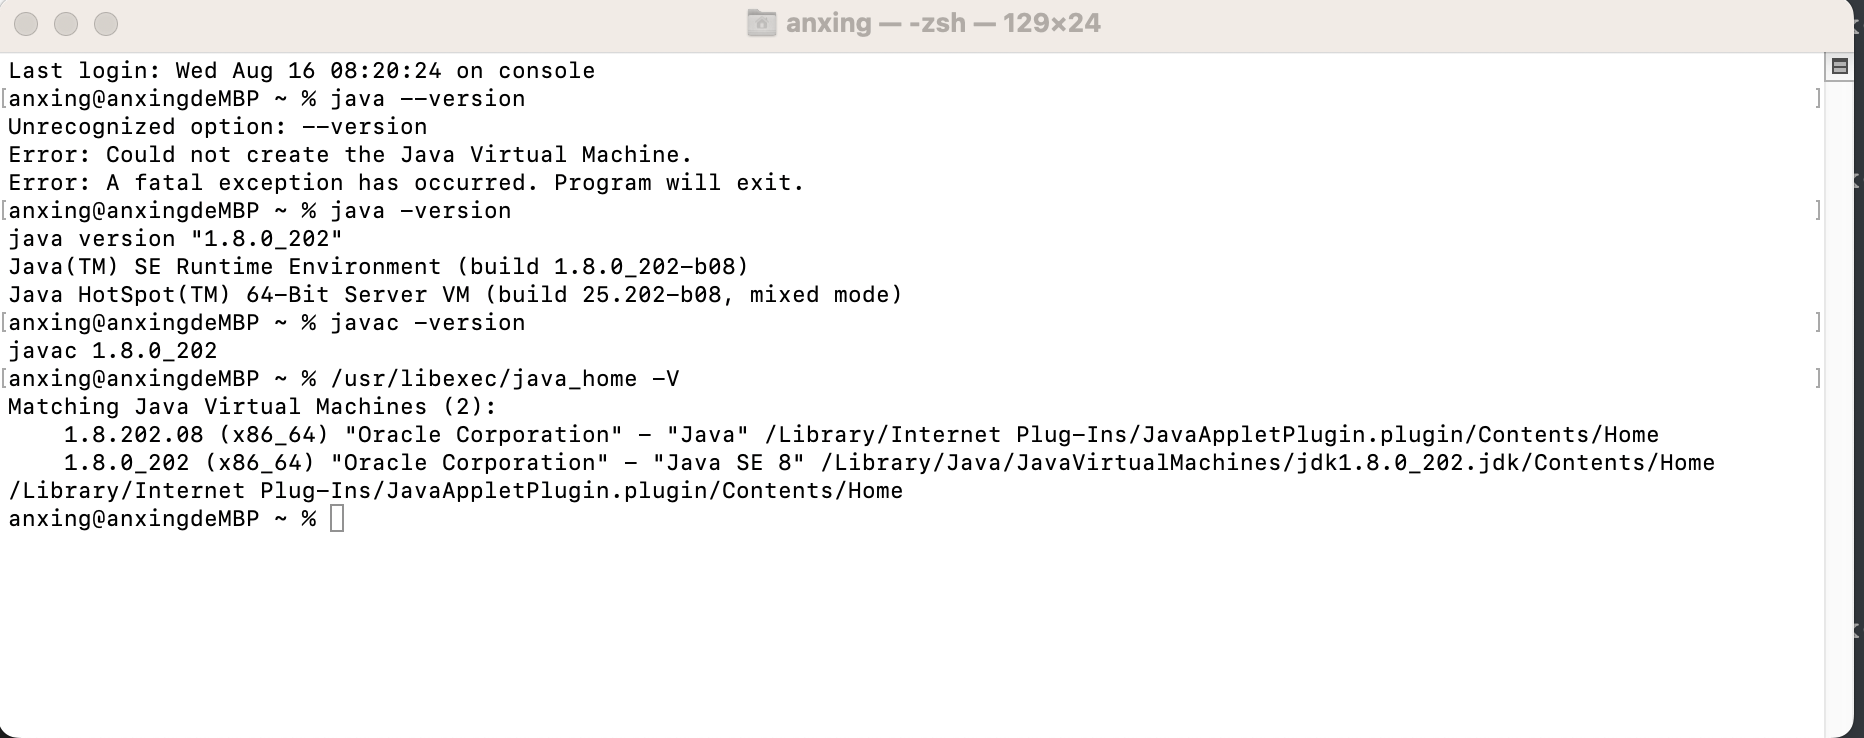 anxing — -zsh — 129×24
Last login: Wed Aug 16 08:20:24 on console
[anxing@anxingdeMBP ~ % java --version ]
Unrecognized option: --version
Error: Could not create the Java Virtual Machine.
Error: A fatal exception has occurred. Program will exit.
[anxing@anxingdeMBP ~ % java -version ]
java version "1.8.0_202"
Java(TM) SE Runtime Environment (build 1.8.0_202-b08)
Java HotSpot(TM) 64-Bit Server VM (build 25.202-b08, mixed mode)
[anxing@anxingdeMBP ~ % javac -version ]
javac 1.8.0_202
[anxing@anxingdeMBP ~ % /usr/libexec/java_home -V ]
Matching Java Virtual Machines (2):
    1.8.202.08 (x86_64) "Oracle Corporation" - "Java" /Library/Internet Plug-Ins/JavaAppletPlugin.plugin/Contents/Home
    1.8.0_202 (x86_64) "Oracle Corporation" - "Java SE 8" /Library/Java/JavaVirtualMachines/jdk1.8.0_202.jdk/Contents/Home
/Library/Internet Plug-Ins/JavaAppletPlugin.plugin/Contents/Home
anxing@anxingdeMBP ~ %